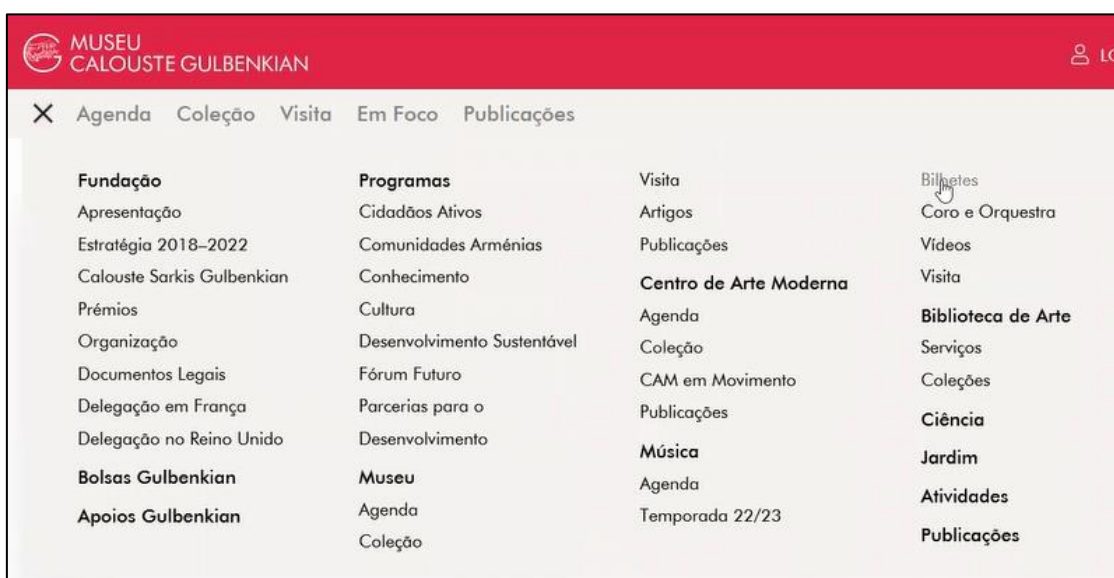 MUSEU
CALOUSTE GULBENKIAN
Agenda Coleção Visita Em Foco Publicações
Fundação
Apresentação
Estratégia 2018–2022
Calouste Sarkis Gulbenkian
Prémios
Organização
Documentos Legais
Delegação em França
Delegação no Reino Unido
Bolsas Gulbenkian
Apoios Gulbenkian
Programas
Cidadãos Ativos
Comunidades Arménias
Conhecimento
Cultura
Desenvolvimento Sustentável
Fórum Futuro
Parcerias para o
Desenvolvimento
Museu
Agenda
Coleção
Visita
Artigos
Publicações
Centro de Arte Moderna
Agenda
Coleção
CAM em Movimento
Publicações
Música
Agenda
Temporada 22/23
Bilhetes
Coro e Orquestra
Vídeos
Visita
Biblioteca de Arte
Serviços
Coleções
Ciência
Jardim
Atividades
Publicações